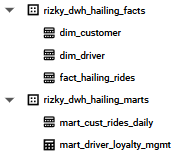 rizky_dwh_hailing_facts
dim_customer
dim_driver
fact_hailing_rides
rizky_dwh_hailing_marts
mart_cust_rides_daily
mart_driver_loyalty_mgmt